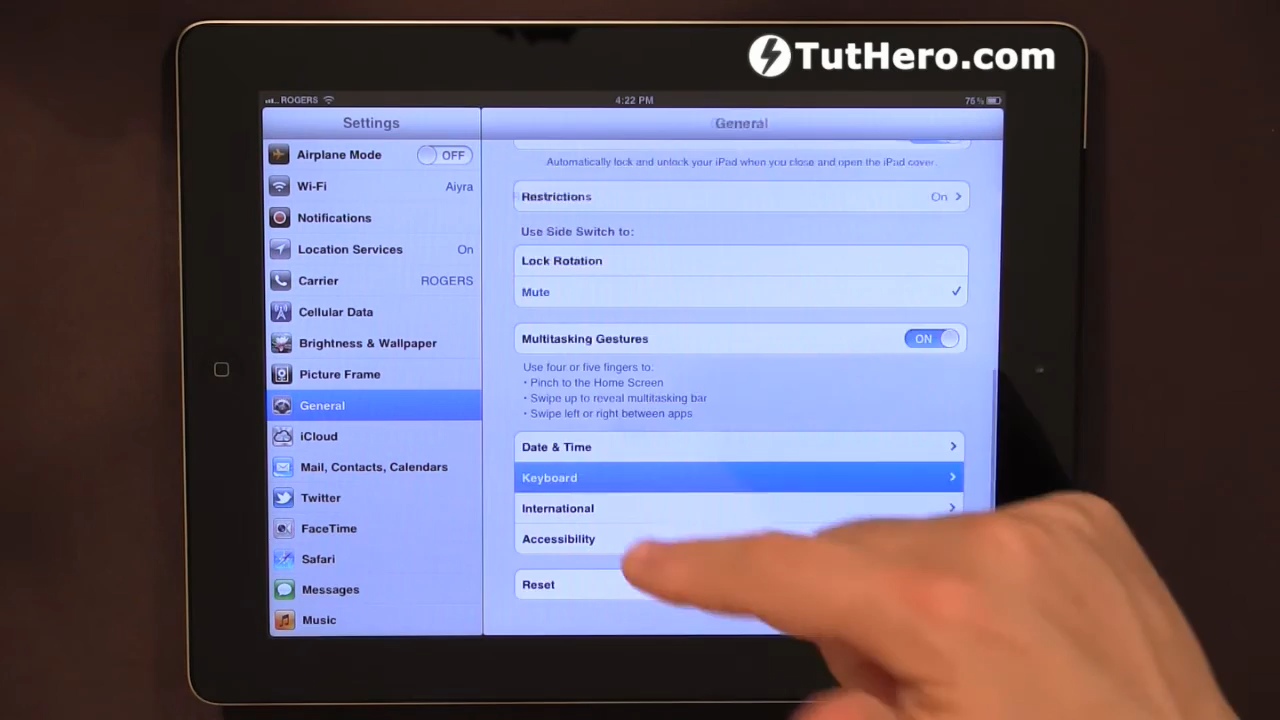 TutHero.com
ROGERS 4:22 PM 76%
Settings
Airplane Mode OFF
Wi-Fi Aiyra
Notifications
Location Services On
Carrier ROGERS
Cellular Data
Brightness & Wallpaper
Picture Frame
General
iCloud
Mail, Contacts, Calendars
Twitter
FaceTime
Safari
Messages
Music
General
Automatically lock and unlock your iPad when you close and open the iPad cover.
Restrictions On
Use Side Switch to:
Lock Rotation
Mute
Multitasking Gestures ON
Use four or five fingers to:
• Pinch to the Home Screen
• Swipe up to reveal multitasking bar
• Swipe left or right between apps
Date & Time
Keyboard
International
Accessibility
Reset